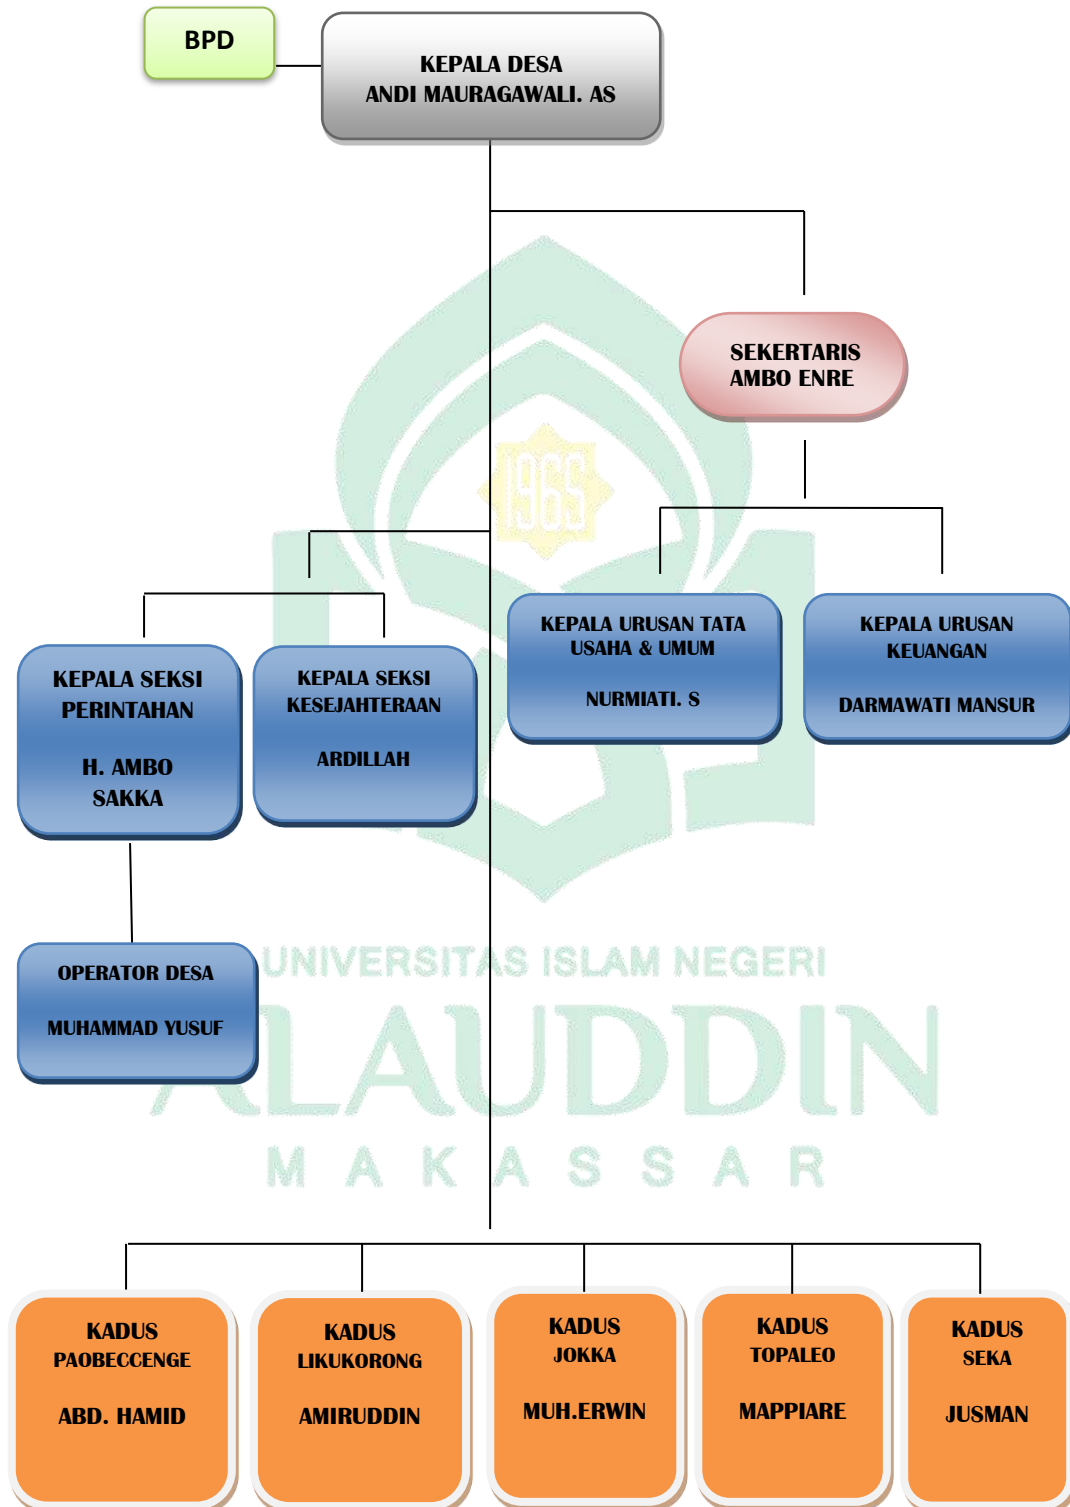 BPD
KEPALA DESA
ANDI MAURAGAWALI. AS
SEKERTARIS
AMBO ENRE
1965
KEPALA URUSAN TATA
USAHA & UMUM
NURMIATI. S
KEPALA URUSAN
KEUANGAN
DARMAWATI MANSUR
KEPALA SEKSI
PERINTAHAN
H. AMBO
SAKKA
KEPALA SEKSI
KESEJAHTERAAN
ARDILLAH
OPERATOR DESA
MUHAMMAD YUSUF
UNIVERSITAS ISLAM NEGERI
ALAUDDIN
MAKASSAR
KADUS
PAOBECCENGE
ABD. HAMID
KADUS
LIKUKORONG
AMIRUDDIN
KADUS
JOKKA
MUH.ERWIN
KADUS
TOPALEO
MAPPIARE
KADUS
SEKA
JUSMAN